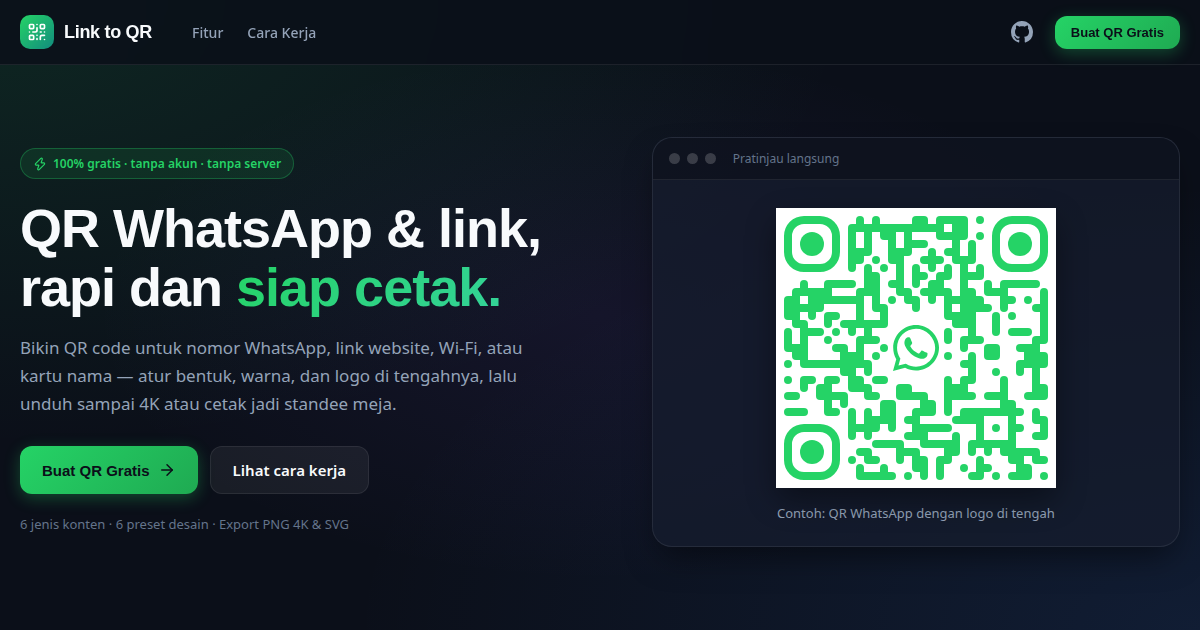 Link to QR
Fitur
Cara Kerja
Buat QR Gratis
100% gratis · tanpa akun · tanpa server
QR WhatsApp & link,
rapi dan siap cetak.
Bikin QR code untuk nomor WhatsApp, link website, Wi-Fi, atau
kartu nama — atur bentuk, warna, dan logo di tengahnya, lalu
unduh sampai 4K atau cetak jadi standee meja.
Buat QR Gratis
Lihat cara kerja
6 jenis konten · 6 preset desain · Export PNG 4K & SVG
Pratinjau langsung
Contoh: QR WhatsApp dengan logo di tengah